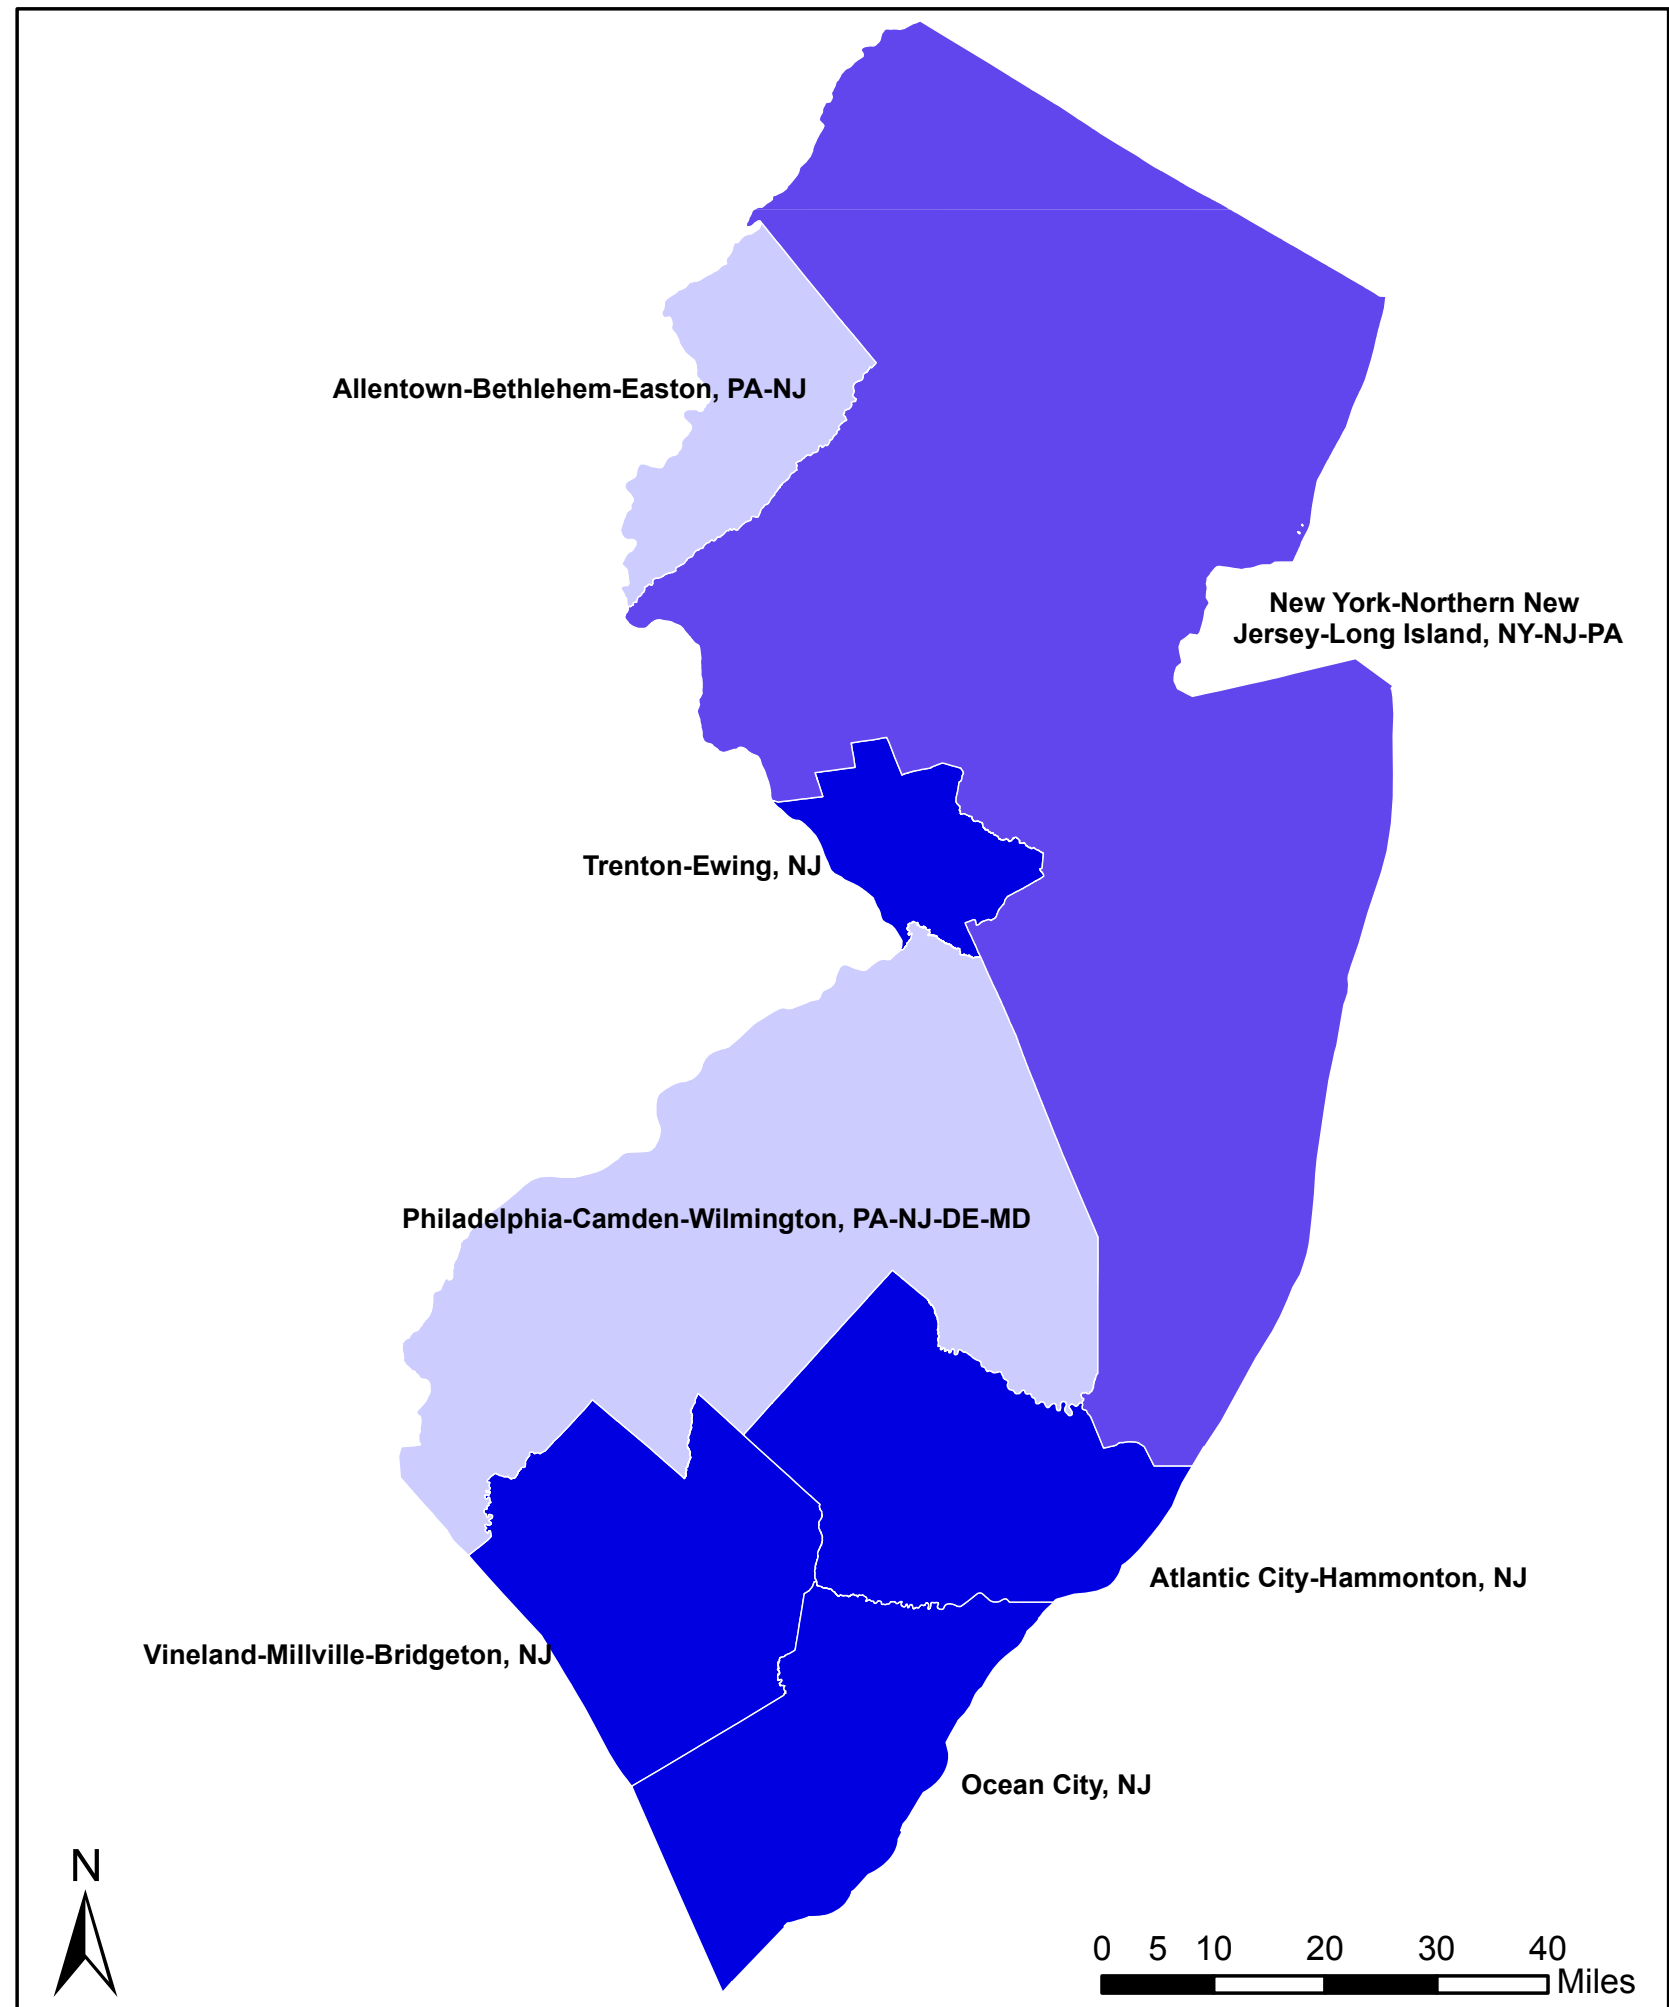 Allentown-Bethlehem-Easton, PA-NJ
New York-Northern New
Jersey-Long Island, NY-NJ-PA
Trenton-Ewing, NJ
Philadelphia-Camden-Wilmington, PA-NJ-DE-MD
Atlantic City-Hammonton, NJ
Vineland-Millville-Bridgeton, NJ
Ocean City, NJ
N
0 5 10 20 30 40
Miles